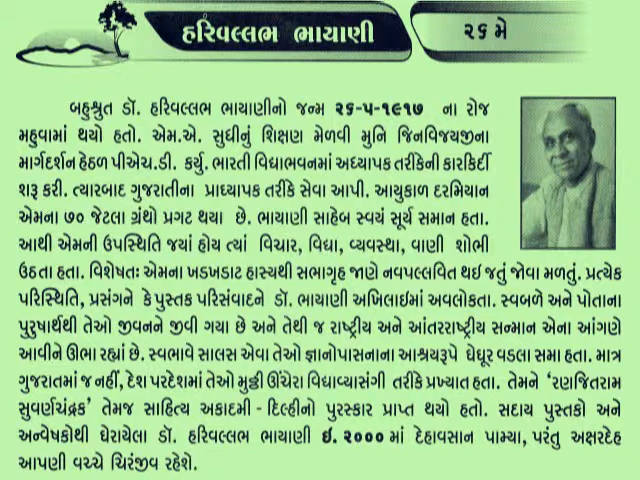 હરિવલ્લભ ભાયાણી
૨૬ મે
બહુશ્રુત ડૉ. હરિવલ્લભ ભાયાણીનો જન્મ ૨૬-૫-૧૯૧૭ ના રોજ
મહુવામાં થયો હતો. એમ.એ. સુધીનું શિક્ષણ મેળવી મુનિ જિનવિજયજીના
માર્ગદર્શન હેઠળ પીએચ.ડી. કર્યુ. ભારતી વિદ્યાભવનમાં અધ્યાપક તરીકેની કારકિર્દી
શરૂ કરી. ત્યારબાદ ગુજરાતીના પ્રાધ્યાપક તરીકે સેવા આપી. આયુકાળ દરમિયાન
એમના ૭૦ જેટલા ગ્રંથો પ્રગટ થયા છે. ભાયાણી સાહેબ સ્વયં સૂર્ય સમાન હતા.
આથી એમની ઉપસ્થિતિ જયાં હોય ત્યાં વિચાર, વિદ્યા, વ્યવસ્થા, વાણી શોભી
ઉઠતા હતા. વિશેષતઃ એમના ખડખડાટ હાસ્યથી સભાગૃહ જાણે નવપલ્લવિત થઇ જતું જોવા મળતું. પ્રત્યેક
પરિસ્થિતિ, પ્રસંગને કે પુસ્તક પરિસંવાદને ડૉ. ભાયાણી અખિલાઇમાં અવલોકતા. સ્વબળે અને પોતાના
પુરુષાર્થથી તેઓ જીવનને જીવી ગયા છે અને તેથી જ રાષ્ટ્રીય અને આંતરરાષ્ટ્રીય સન્માન એના આંગણે
આવીને ઊભા રહ્યાં છે. સ્વભાવે સાલસ એવા તેઓ જ્ઞાનોપાસનાના આશ્રયરૂપે ઘેઘૂર વડલા સમા હતા. માત્ર
ગુજરાતમાં જ નહીં, દેશ પરદેશમાં તેઓ મુઠ્ઠી ઊંચેરા વિદ્યાવ્યાસંગી તરીકે પ્રખ્યાત હતા. તેમને ‘રણજિતરામ
સુવર્ણચંદ્રક’ તેમજ સાહિત્ય અકાદમી - દિલ્હીનો પુરસ્કાર પ્રાપ્ત થયો હતો. સદાય પુસ્તકો અને
અન્વેષકોથી ઘેરાયેલા ડૉ. હરિવલ્લભ ભાયાણી ઇ. ૨૦૦૦ માં દેહાવસાન પામ્યા, પરંતુ અક્ષરદેહ
આપણી વચ્ચે ચિરંજીવ રહેશે.